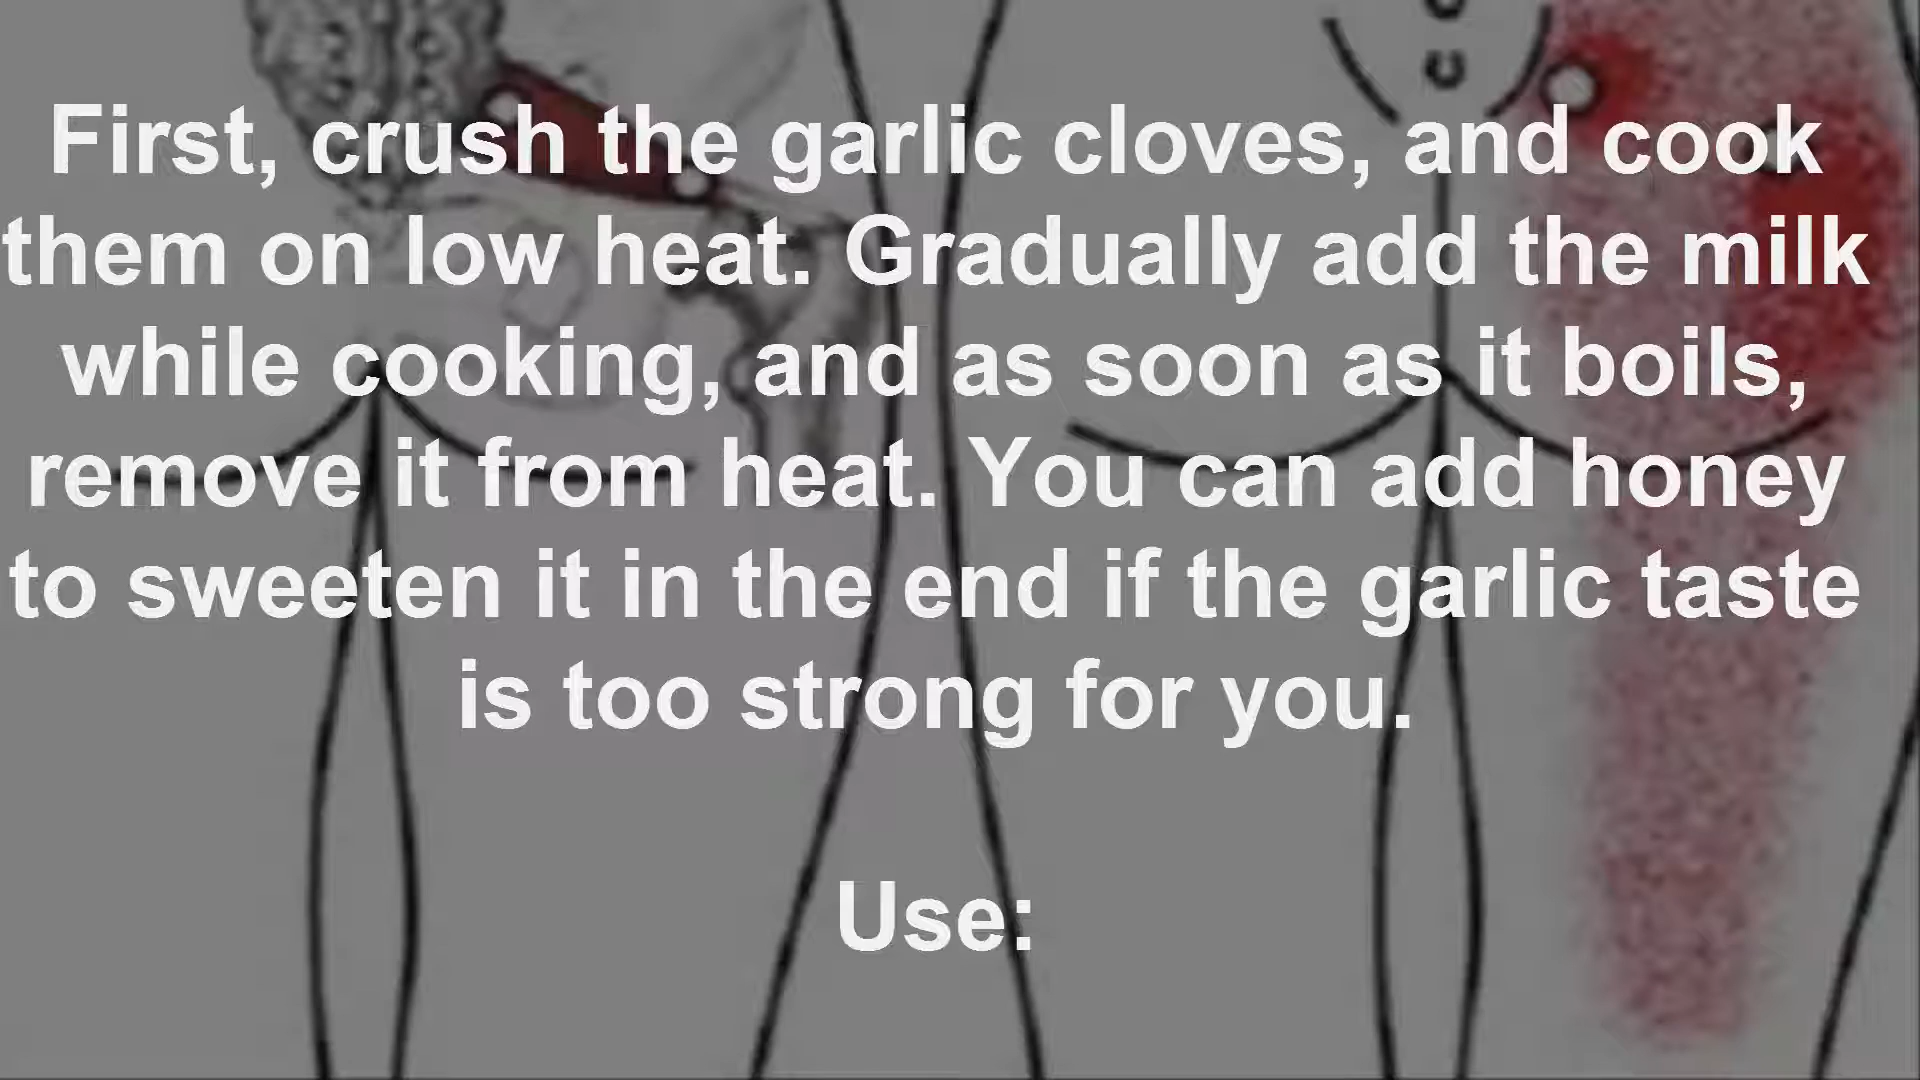 First, crush the garlic cloves, and cook
them on low heat. Gradually add the milk
while cooking, and as soon as it boils,
remove it from heat. You can add honey
to sweeten it in the end if the garlic taste
is too strong for you.
Use: